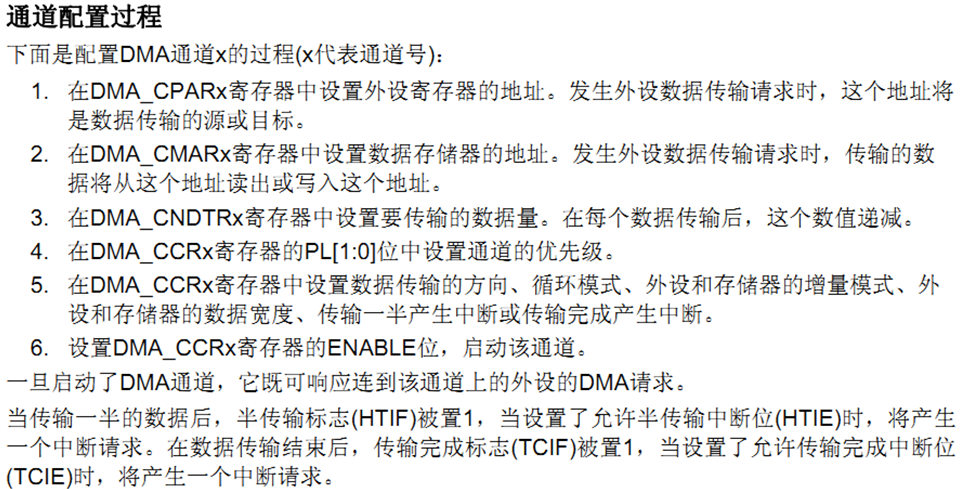 通道配置过程
下面是配置DMA通道x的过程(x代表通道号)：
1. 在DMA_CPARx寄存器中设置外设寄存器的地址。发生外设数据传输请求时，这个地址将
是数据传输的源或目标。
2. 在DMA_CMARx寄存器中设置数据存储器的地址。发生外设数据传输请求时，传输的数
据将从这个地址读出或写入这个地址。
3. 在DMA_CNDTRx寄存器中设置要传输的数据量。在每个数据传输后，这个数值递减。
4. 在DMA_CCRx寄存器的PL[1:0]位中设置通道的优先级。
5. 在DMA_CCRx寄存器中设置数据传输的方向、循环模式、外设和存储器的增量模式、外
设和存储器的数据宽度、传输一半产生中断或传输完成产生中断。
6. 设置DMA_CCRx寄存器的ENABLE位，启动该通道。
一旦启动了DMA通道，它既可响应连到该通道上的外设的DMA请求。
当传输一半的数据后，半传输标志(HTIF)被置1，当设置了允许半传输中断位(HTIE)时，将产生
一个中断请求。在数据传输结束后，传输完成标志(TCIF)被置1，当设置了允许传输完成中断位
(TCIE)时，将产生一个中断请求。